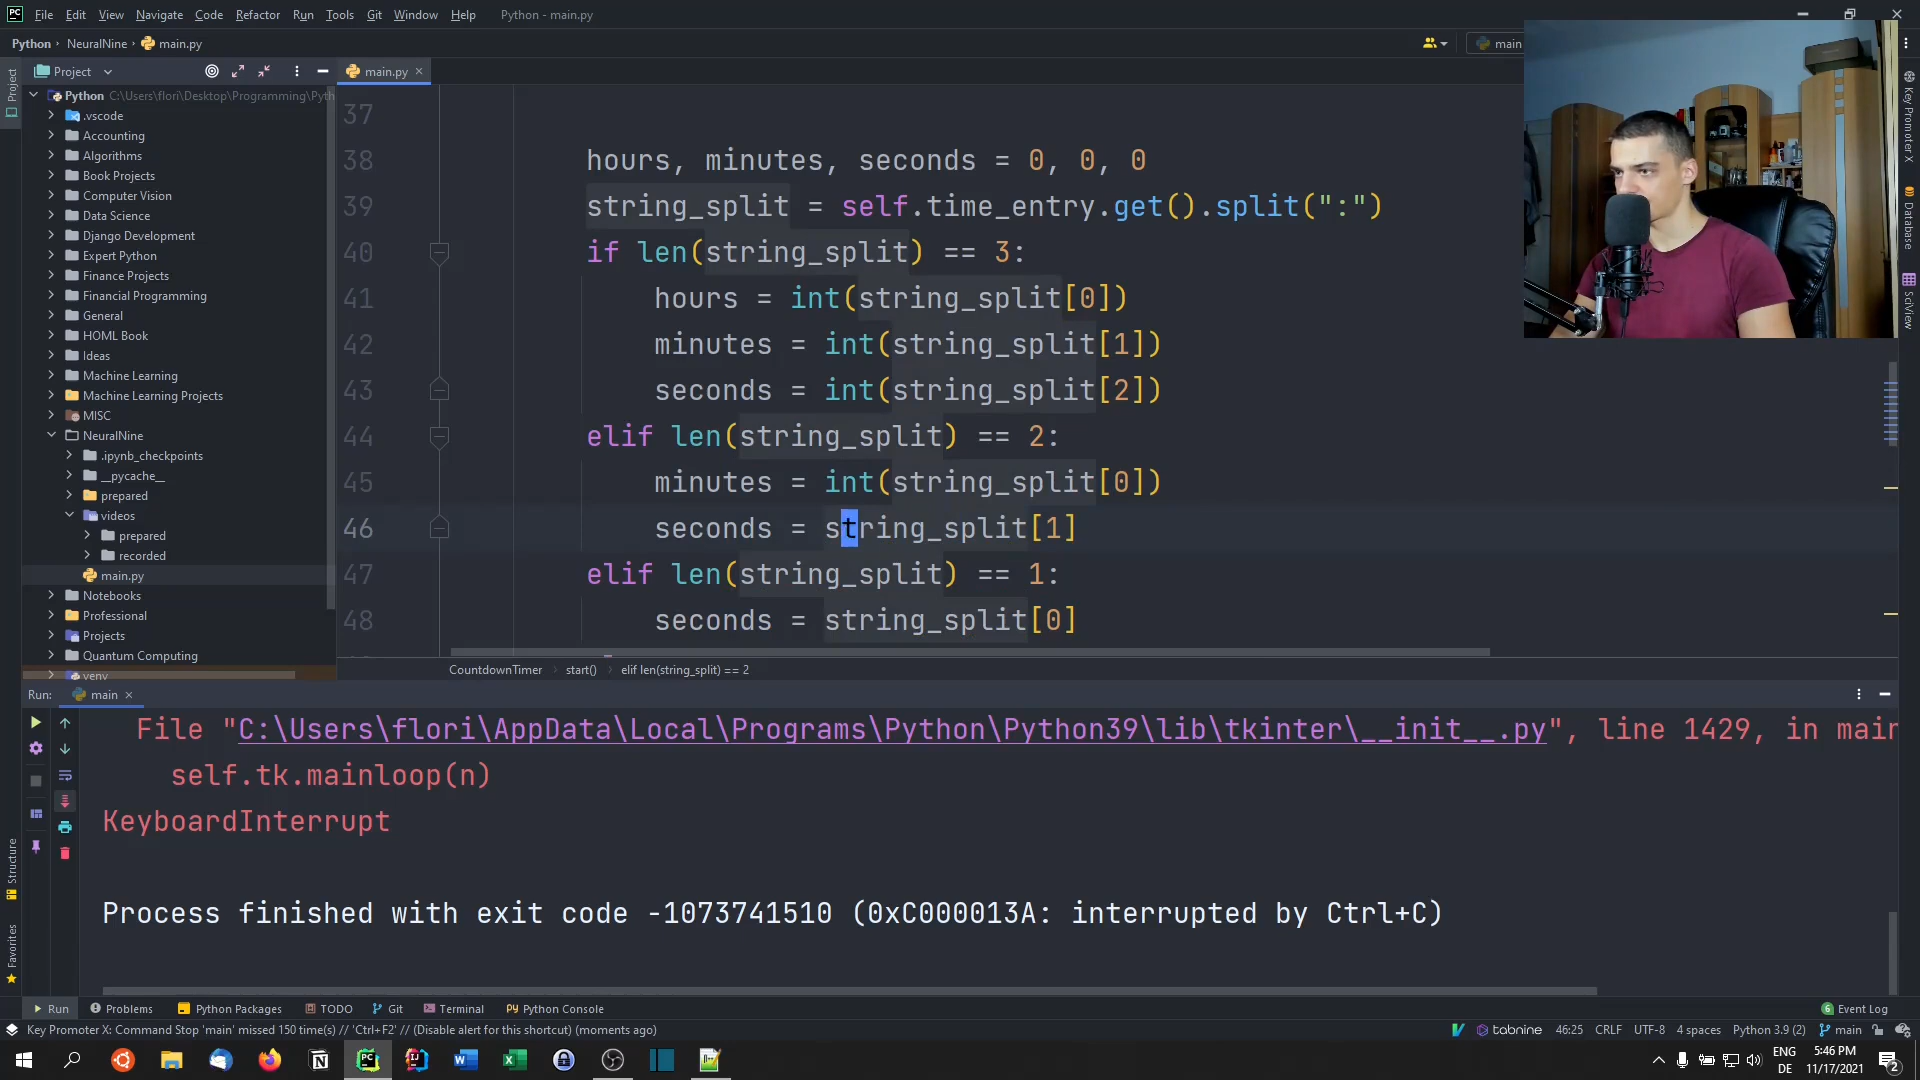 PC File Edit View Navigate Code Refactor Run Tools Git Window Help Python - main.py
Python NeuralNine main.py main
Project main.py
Python C:\Users\flori\Desktop\Programming\Pyth
.vscode
Accounting
Algorithms
Book Projects
Computer Vision
Data Science
Django Development
Expert Python
Finance Projects
Financial Programming
General
HOML Book
Ideas
Machine Learning
Machine Learning Projects
MISC
NeuralNine
.ipynb_checkpoints
__pycache__
prepared
videos
prepared
recorded
main.py
Notebooks
Professional
Projects
Quantum Computing
venv
Project
Structure
Favorites
37
38 hours, minutes, seconds = 0, 0, 0
39 string_split = self.time_entry.get().split(":")
40 if len(string_split) == 3:
41 hours = int(string_split[0])
42 minutes = int(string_split[1])
43 seconds = int(string_split[2])
44 elif len(string_split) == 2:
45 minutes = int(string_split[0])
46 seconds = string_split[1]
47 elif len(string_split) == 1:
48 seconds = string_split[0]
CountdownTimer start() elif len(string_split) == 2
Key Promoter X
Database
SciView
Run: main
File "C:\Users\flori\AppData\Local\Programs\Python\Python39\lib\tkinter\__init__.py", line 1429, in main
self.tk.mainloop(n)
KeyboardInterrupt
Process finished with exit code -1073741510 (0xC000013A: interrupted by Ctrl+C)
Run Problems Python Packages TODO Git Terminal Python Console Event Log
Key Promoter X: Command Stop 'main' missed 150 time(s) // 'Ctrl+F2' // (Disable alert for this shortcut) (moments ago) tabnine 46:25 CRLF UTF-8 4 spaces Python 3.9 (2) main
ENG 5:46 PM
DE 11/17/2021 2